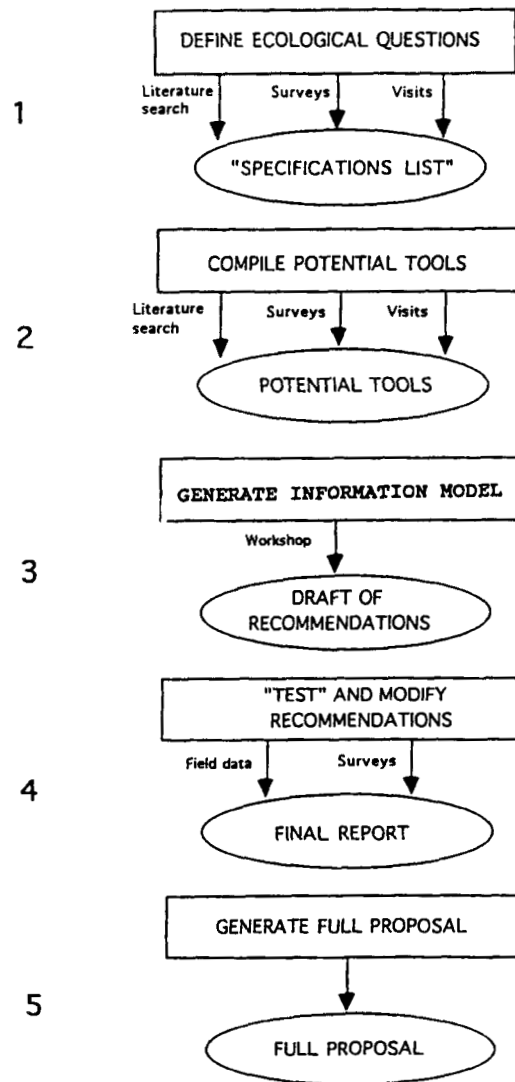 DEFINE ECOLOGICAL QUESTIONS
Literature
search
Surveys
Visits
1
"SPECIFICATIONS LIST"
COMPILE POTENTIAL TOOLS
Literature
search
Surveys
Visits
2
POTENTIAL TOOLS
GENERATE INFORMATION MODEL
Workshop
3
DRAFT OF
RECOMMENDATIONS
"TEST" AND MODIFY
RECOMMENDATIONS
Field data
Surveys
4
FINAL REPORT
GENERATE FULL PROPOSAL
5
FULL PROPOSAL